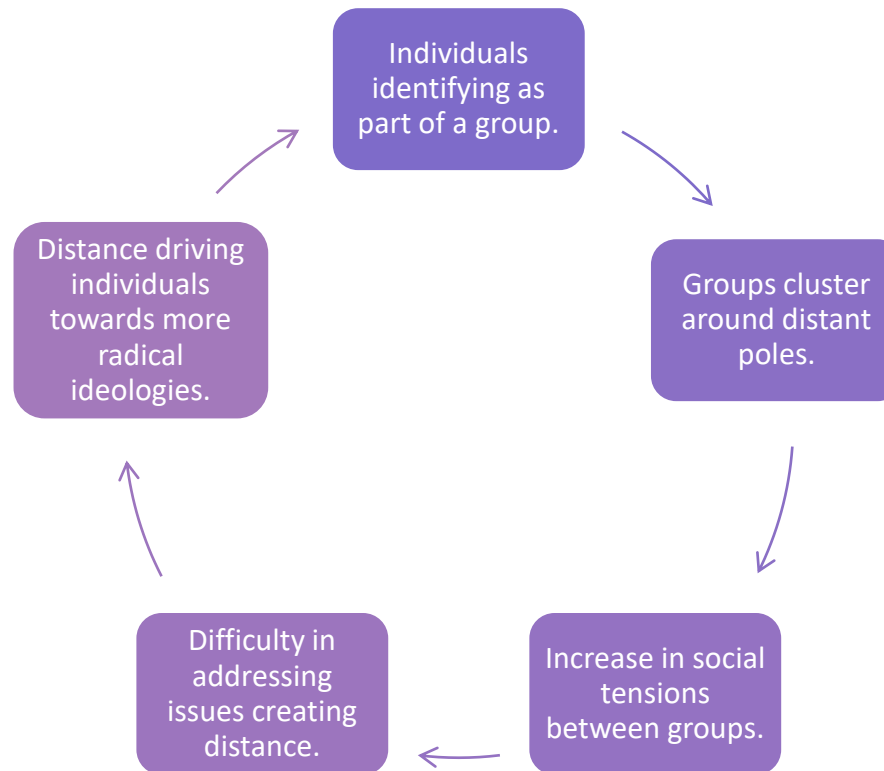 Individuals
identifying as
part of a group.
Groups cluster
around distant
poles.
Increase in social
tensions
between groups.
Difficulty in
addressing
issues creating
distance.
Distance driving
individuals
towards more
radical
ideologies.